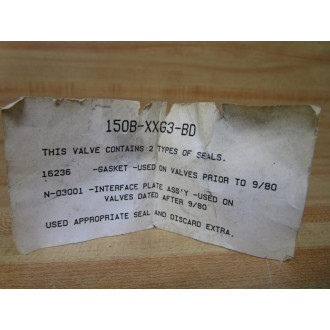 150B-XXG3-BD
THIS VALVE CONTAINS 2 TYPES OF SEALS.
16236 -GASKET -USED ON VALVES PRIOR TO 9/80
N-03001 -INTERFACE PLATE ASS'Y -USED ON
VALVES DATED AFTER 9/80
USED APPROPRIATE SEAL AND DISCARD EXTRA.